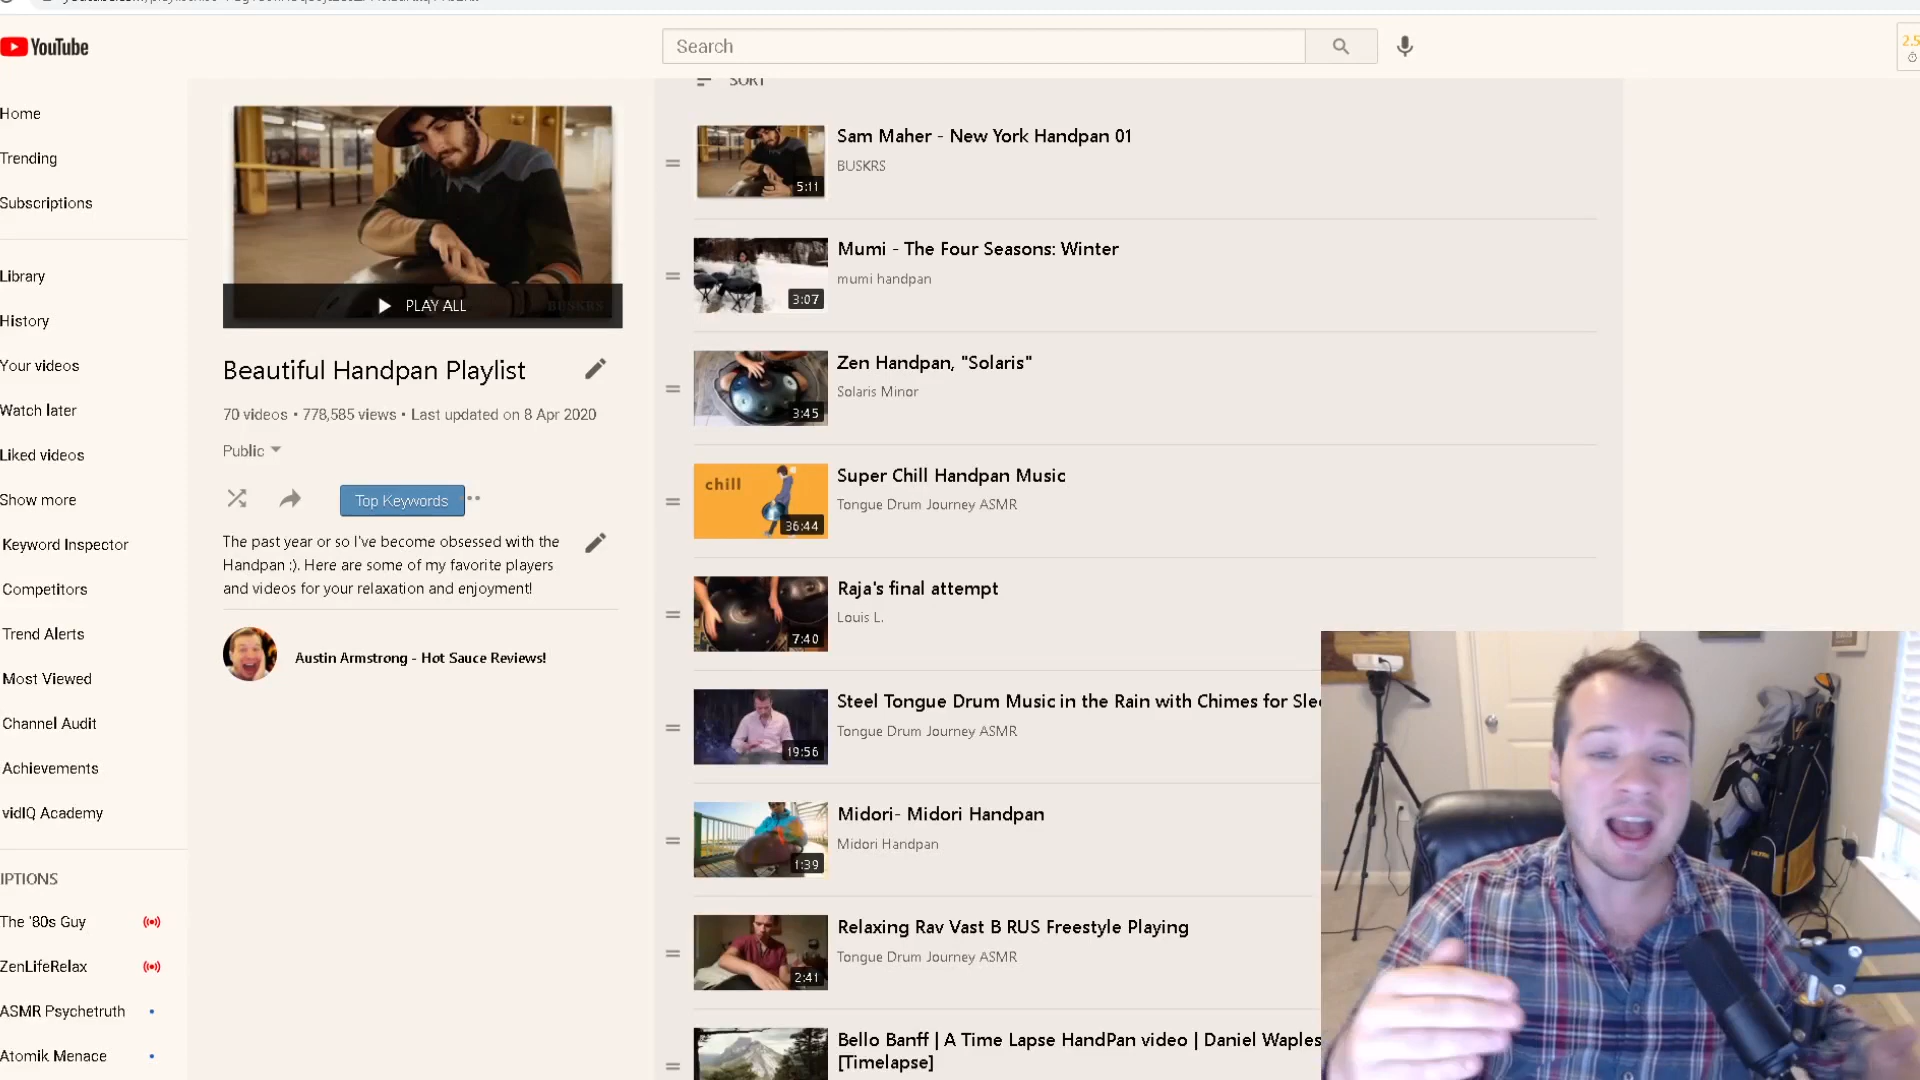 YouTube
Search
2.5
Home
Trending
Subscriptions
Library
History
Your videos
Watch later
Liked videos
Show more
Keyword Inspector
Competitors
Trend Alerts
Most Viewed
Channel Audit
Achievements
vidIQ Academy
IPTIONS
The '80s Guy
ZenLifeRelax
ASMR Psychetruth
Atomik Menace
PLAY ALL
BUSKRS
Beautiful Handpan Playlist
70 videos • 778,585 views • Last updated on 8 Apr 2020
Public
Top Keywords
The past year or so I've become obsessed with the
Handpan :). Here are some of my favorite players
and videos for your relaxation and enjoyment!
Austin Armstrong - Hot Sauce Reviews!
SORT
5:11
Sam Maher - New York Handpan 01
BUSKRS
3:07
Mumi - The Four Seasons: Winter
mumi handpan
3:45
Zen Handpan, "Solaris"
Solaris Minor
chill
36:44
Super Chill Handpan Music
Tongue Drum Journey ASMR
7:40
Raja's final attempt
Louis L.
19:56
Steel Tongue Drum Music in the Rain with Chimes for Slee
Tongue Drum Journey ASMR
1:39
Midori- Midori Handpan
Midori Handpan
2:41
Relaxing Rav Vast B RUS Freestyle Playing
Tongue Drum Journey ASMR
Bello Banff | A Time Lapse HandPan video | Daniel Waples
[Timelapse]